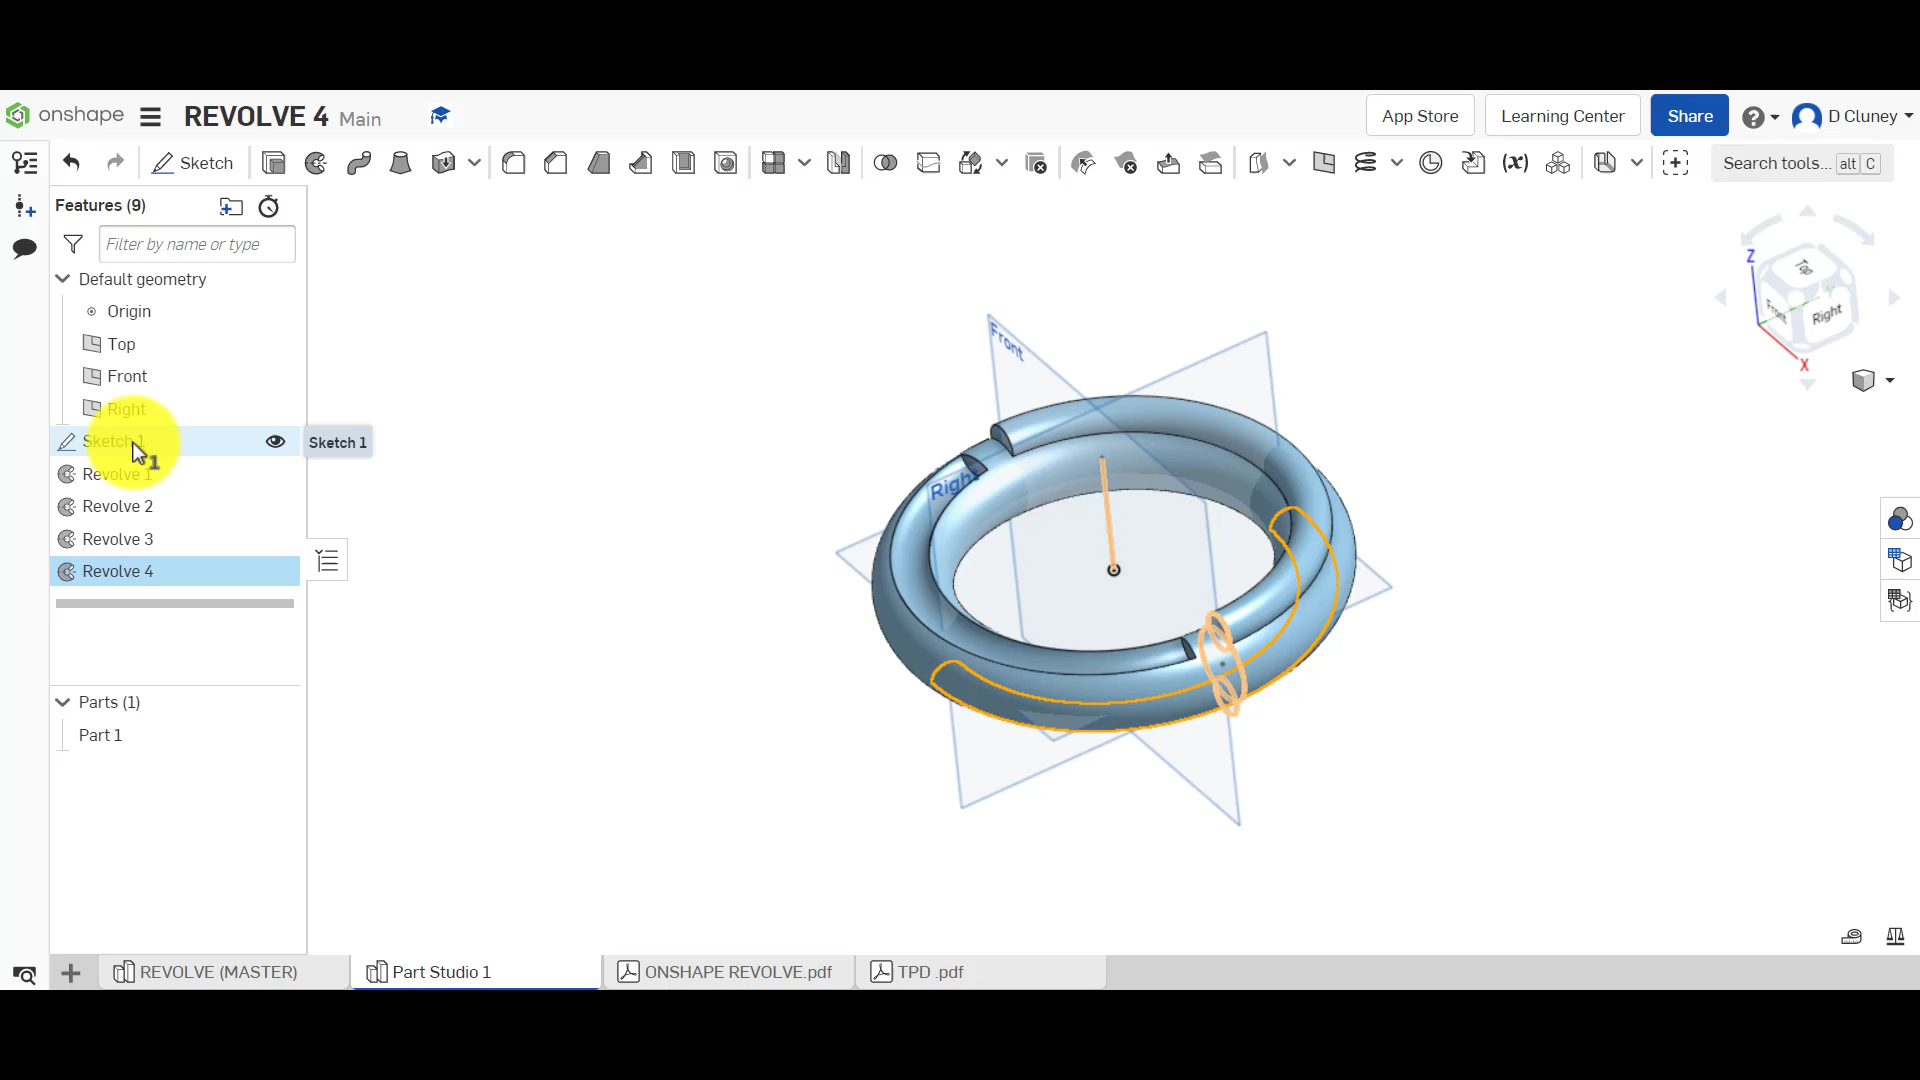 onshape
REVOLVE 4 Main
App Store
Learning Center
Share
D Cluney
Sketch
(x)
Search tools... alt C
Features (9)
Filter by name or type
Default geometry
Origin
Top
Front
Right
Sketch 1
Sketch 1
Revolve 1
Revolve 2
Revolve 3
Revolve 4
Parts (1)
Part 1
Front
Right
Z
Top
Front
Right
X
REVOLVE (MASTER)
Part Studio 1
ONSHAPE REVOLVE.pdf
TPD .pdf